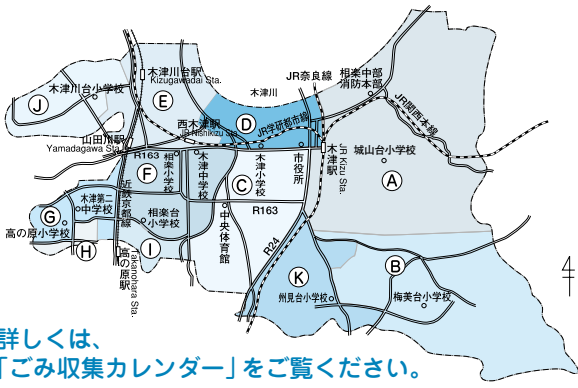 木津川台駅
Kizugawadai Sta.
木津川台小学校
J
E
木津川
JR奈良線
相楽中部
消防本部
JR関西本線
山田川駅
Yamadagawa Sta.
西木津駅
JR Nishikizu Sta.
D
JR学研都市線
R163
F
相楽小学校
木津中学校
C
木津小学校
市役所
木津駅
JR Kizu Sta.
城山台小学校
A
木津第二
中学校
近鉄京都線
相楽台
小学校
R163
G
高の原小学校
H
I
高の原駅
Takanohara Sta.
中央体育館
R24
K
B
州見台小学校
梅美台小学校
4
詳しくは、
「ごみ収集カレンダー」をご覧ください。